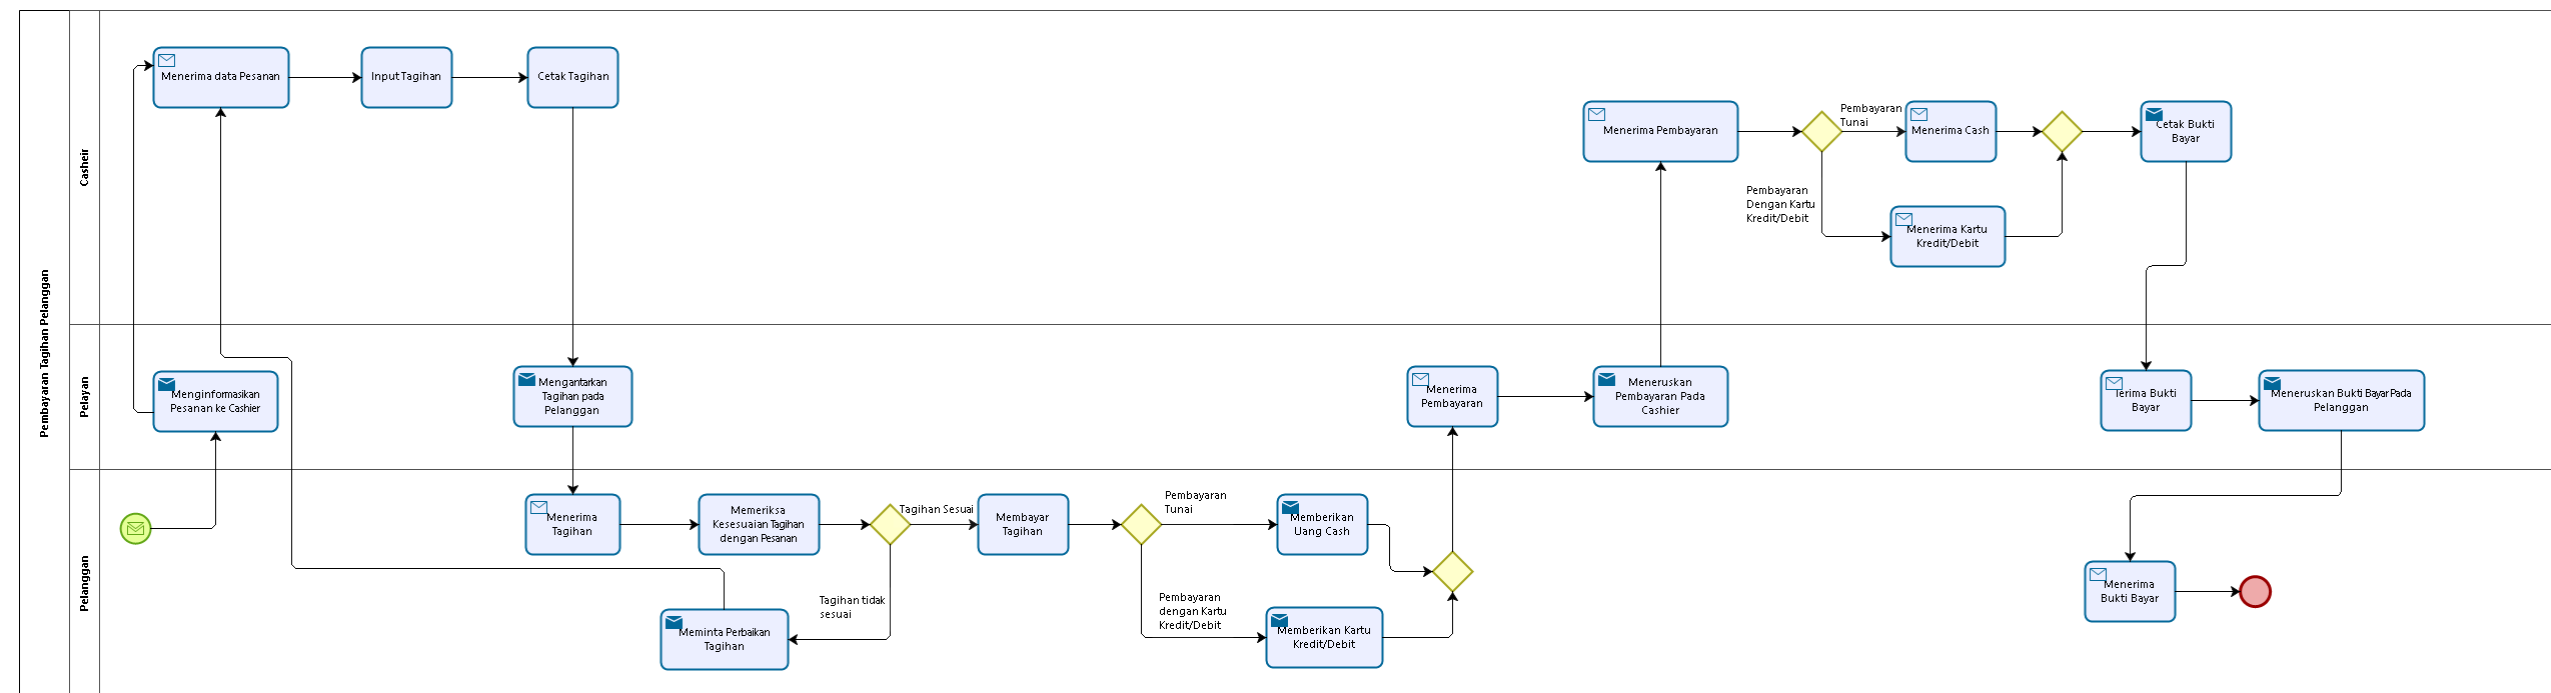 Pembayaran Tagihan Pelanggan
Casheir
Menerima data Pesanan
Input Tagihan
Cetak Tagihan
Menerima Pembayaran
Pembayaran
Tunai
Menerima Cash
Cetak Bukti
Bayar
Pembayaran
Dengan Kartu
Kredit/Debit
Menerima Kartu
Kredit/Debit
Pelayan
Menginformasikan
Pesanan ke Cashier
Mengantarkan
Tagihan pada
Pelanggan
Menerima
Pembayaran
Meneruskan
Pembayaran Pada
Cashier
Terima Bukti
Bayar
Meneruskan Bukti Bayar Pada
Pelanggan
Pelanggan
Menerima
Tagihan
Memeriksa
Kesesuaian Tagihan
dengan Pesanan
Tagihan Sesuai
Membayar
Tagihan
Pembayaran
Tunai
Memberikan
Uang Cash
Tagihan tidak
sesuai
Meminta Perbaikan
Tagihan
Pembayaran
dengan Kartu
Kredit/Debit
Memberikan Kartu
Kredit/Debit
Menerima
Bukti Bayar